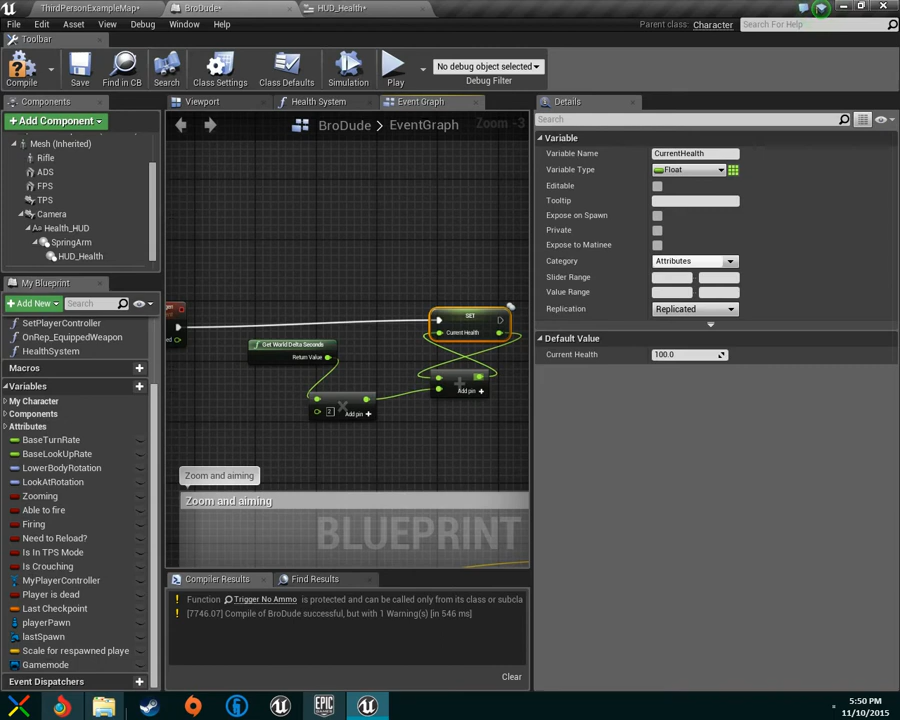 ThirdPersonExampleMap*
BroDude*
HUD_Health*
File Edit Asset View Debug Window Help
Parent class: Character
Search For Help
Toolbar
Compile
Save
Find in CB
Search
Class Settings
Class Defaults
Simulation
Play
No debug object selected
Debug Filter
Components
+ Add Component
Mesh (Inherited)
Rifle
ADS
FPS
TPS
Camera
Health_HUD
SpringArm
HUD_Health
My Blueprint
+ Add New
Search
SetPlayerController
OnRep_EquippedWeapon
HealthSystem
Macros
Variables
My Character
Components
Attributes
BaseTurnRate
BaseLookUpRate
LowerBodyRotation
LookAtRotation
Zooming
Able to fire
Firing
Need to Reload?
Is In TPS Mode
Is Crouching
MyPlayerController
Player is dead
Last Checkpoint
playerPawn
lastSpawn
Scale for respawned playe
Gamemode
Event Dispatchers
Viewport
Health System
Event Graph
BroDude > EventGraph
Zoom -3
SET
Current Health
Get World Delta Seconds
Return Value
Add pin +
2
Add pin +
Zoom and aiming
Zoom and aiming
BLUEPRINT
Compiler Results
Find Results
Function Trigger No Ammo is protected and can be called only from its class or subcla
[7746.07] Compile of BroDude successful, but with 1 Warning(s) [in 546 ms]
Clear
Details
Search
Variable
Variable Name CurrentHealth
Variable Type Float
Editable
Tooltip
Expose on Spawn
Private
Expose to Matinee
Category Attributes
Slider Range
Value Range
Replication Replicated
Default Value
Current Health 100.0
EPIC
5:50 PM
11/10/2015